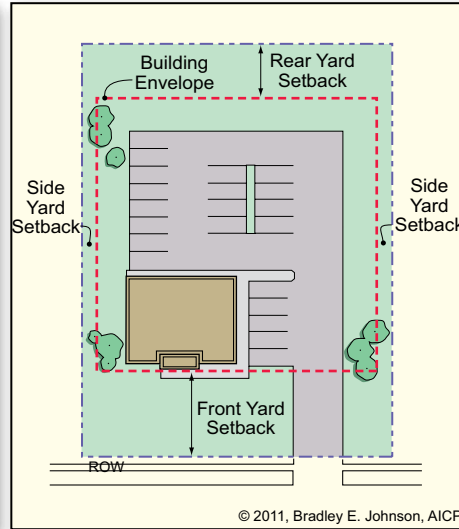 Building
Envelope
Rear Yard
Setback
Side
Yard
Setback
Side
Yard
Setback
Front Yard
Setback
ROW
© 2011, Bradley E. Johnson, AICP